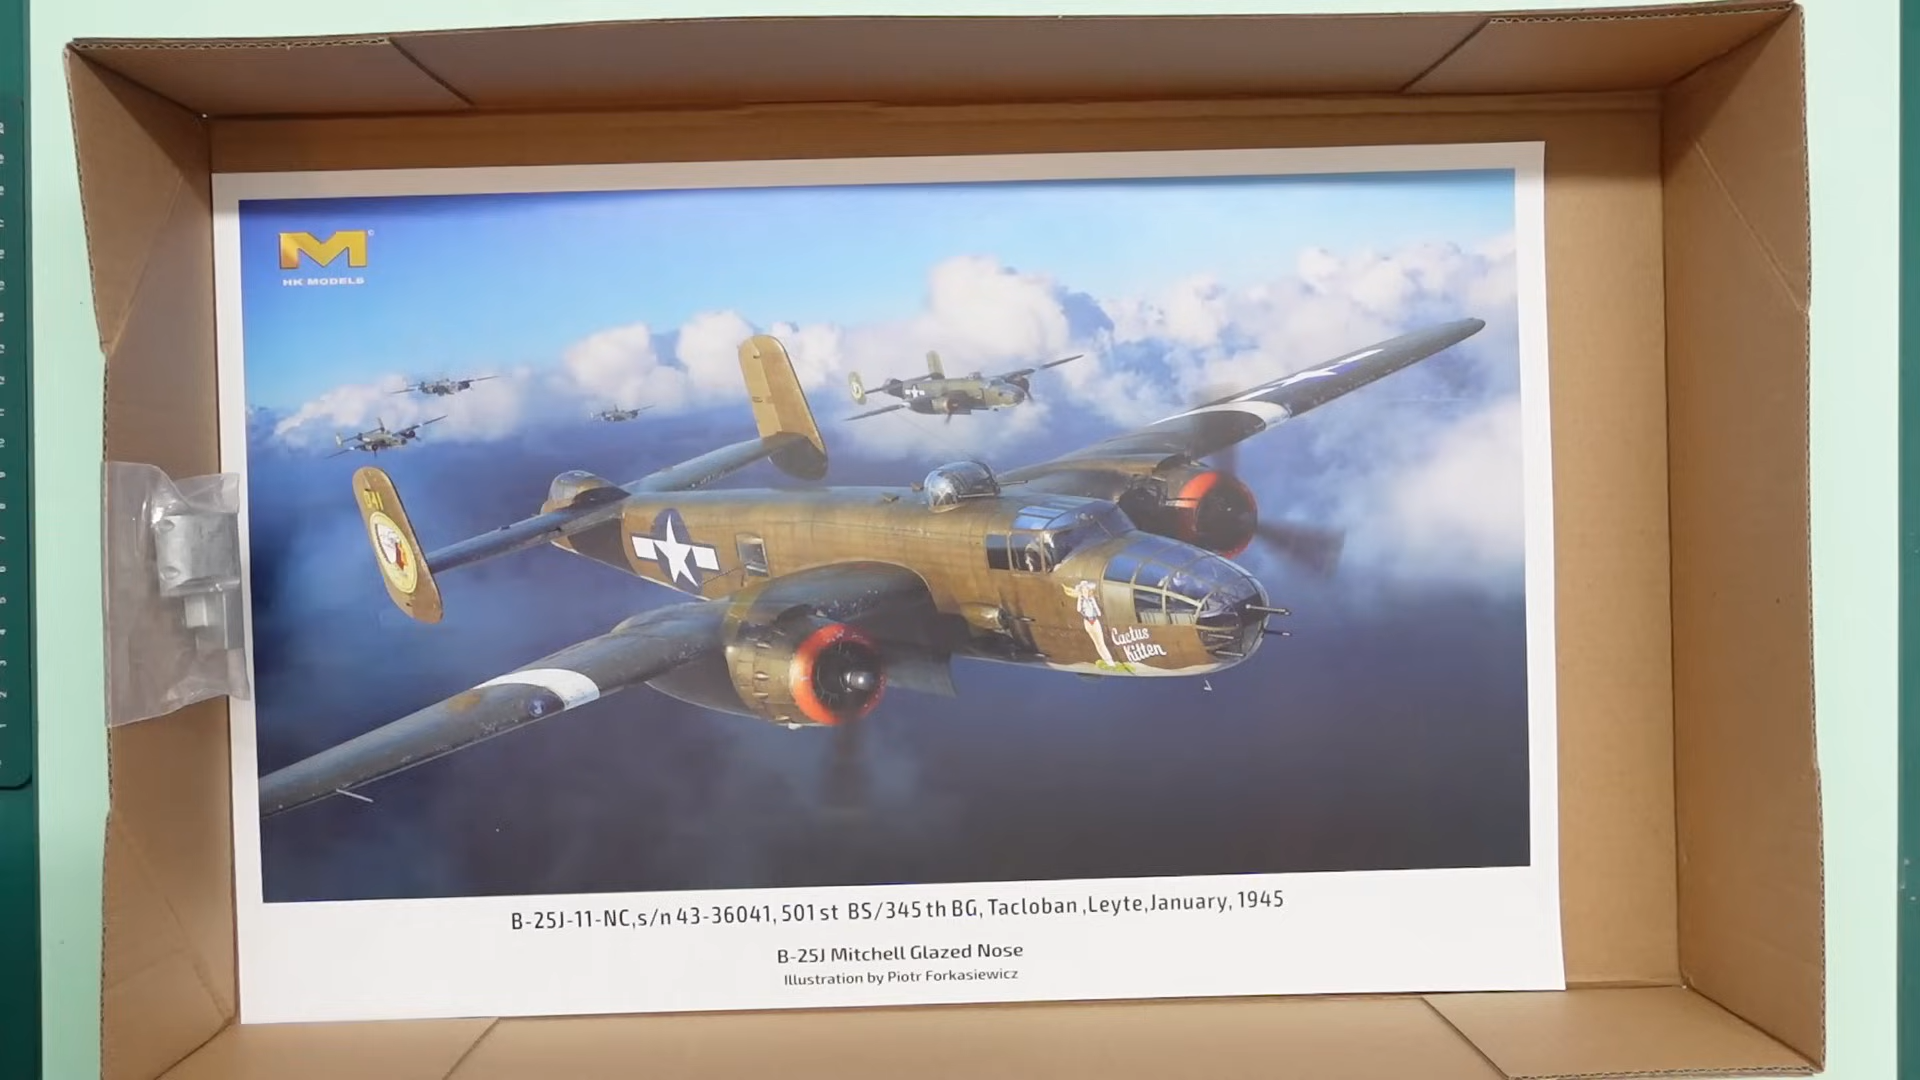 M©
HK MODELS
041
Cactus
Kitten
B-25J-11-NC,s/n 43-36041, 501st BS/345th BG, Tacloban ,Leyte,January, 1945
B-25J Mitchell Glazed Nose
Illustration by Piotr Forkasiewicz